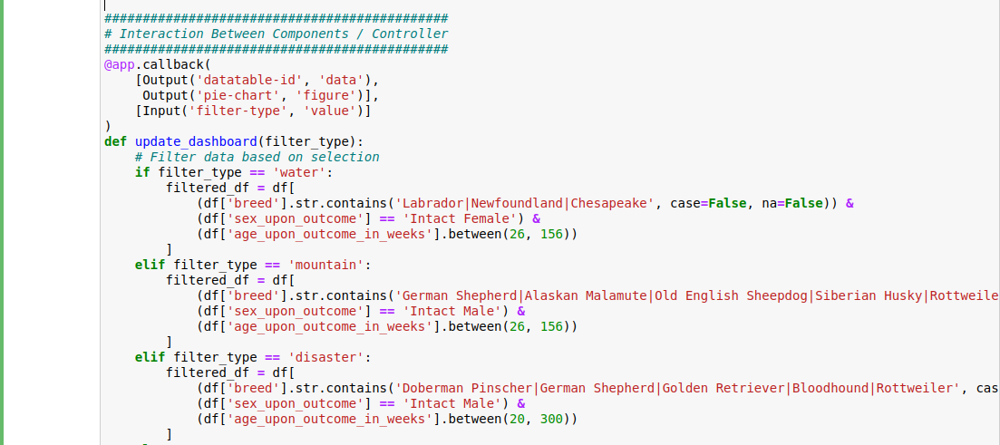 #############################################
# Interaction Between Components / Controller
#############################################
@app.callback(
    [Output('datatable-id', 'data'),
     Output('pie-chart', 'figure')],
    [Input('filter-type', 'value')]
)
def update_dashboard(filter_type):
    # Filter data based on selection
    if filter_type == 'water':
        filtered_df = df[
            (df['breed'].str.contains('Labrador|Newfoundland|Chesapeake', case=False, na=False)) &
            (df['sex_upon_outcome'] == 'Intact Female') &
            (df['age_upon_outcome_in_weeks'].between(26, 156))
        ]
    elif filter_type == 'mountain':
        filtered_df = df[
            (df['breed'].str.contains('German Shepherd|Alaskan Malamute|Old English Sheepdog|Siberian Husky|Rottweile
            (df['sex_upon_outcome'] == 'Intact Male') &
            (df['age_upon_outcome_in_weeks'].between(26, 156))
        ]
    elif filter_type == 'disaster':
        filtered_df = df[
            (df['breed'].str.contains('Doberman Pinscher|German Shepherd|Golden Retriever|Bloodhound|Rottweiler', cas
            (df['sex_upon_outcome'] == 'Intact Male') &
            (df['age_upon_outcome_in_weeks'].between(20, 300))
        ]